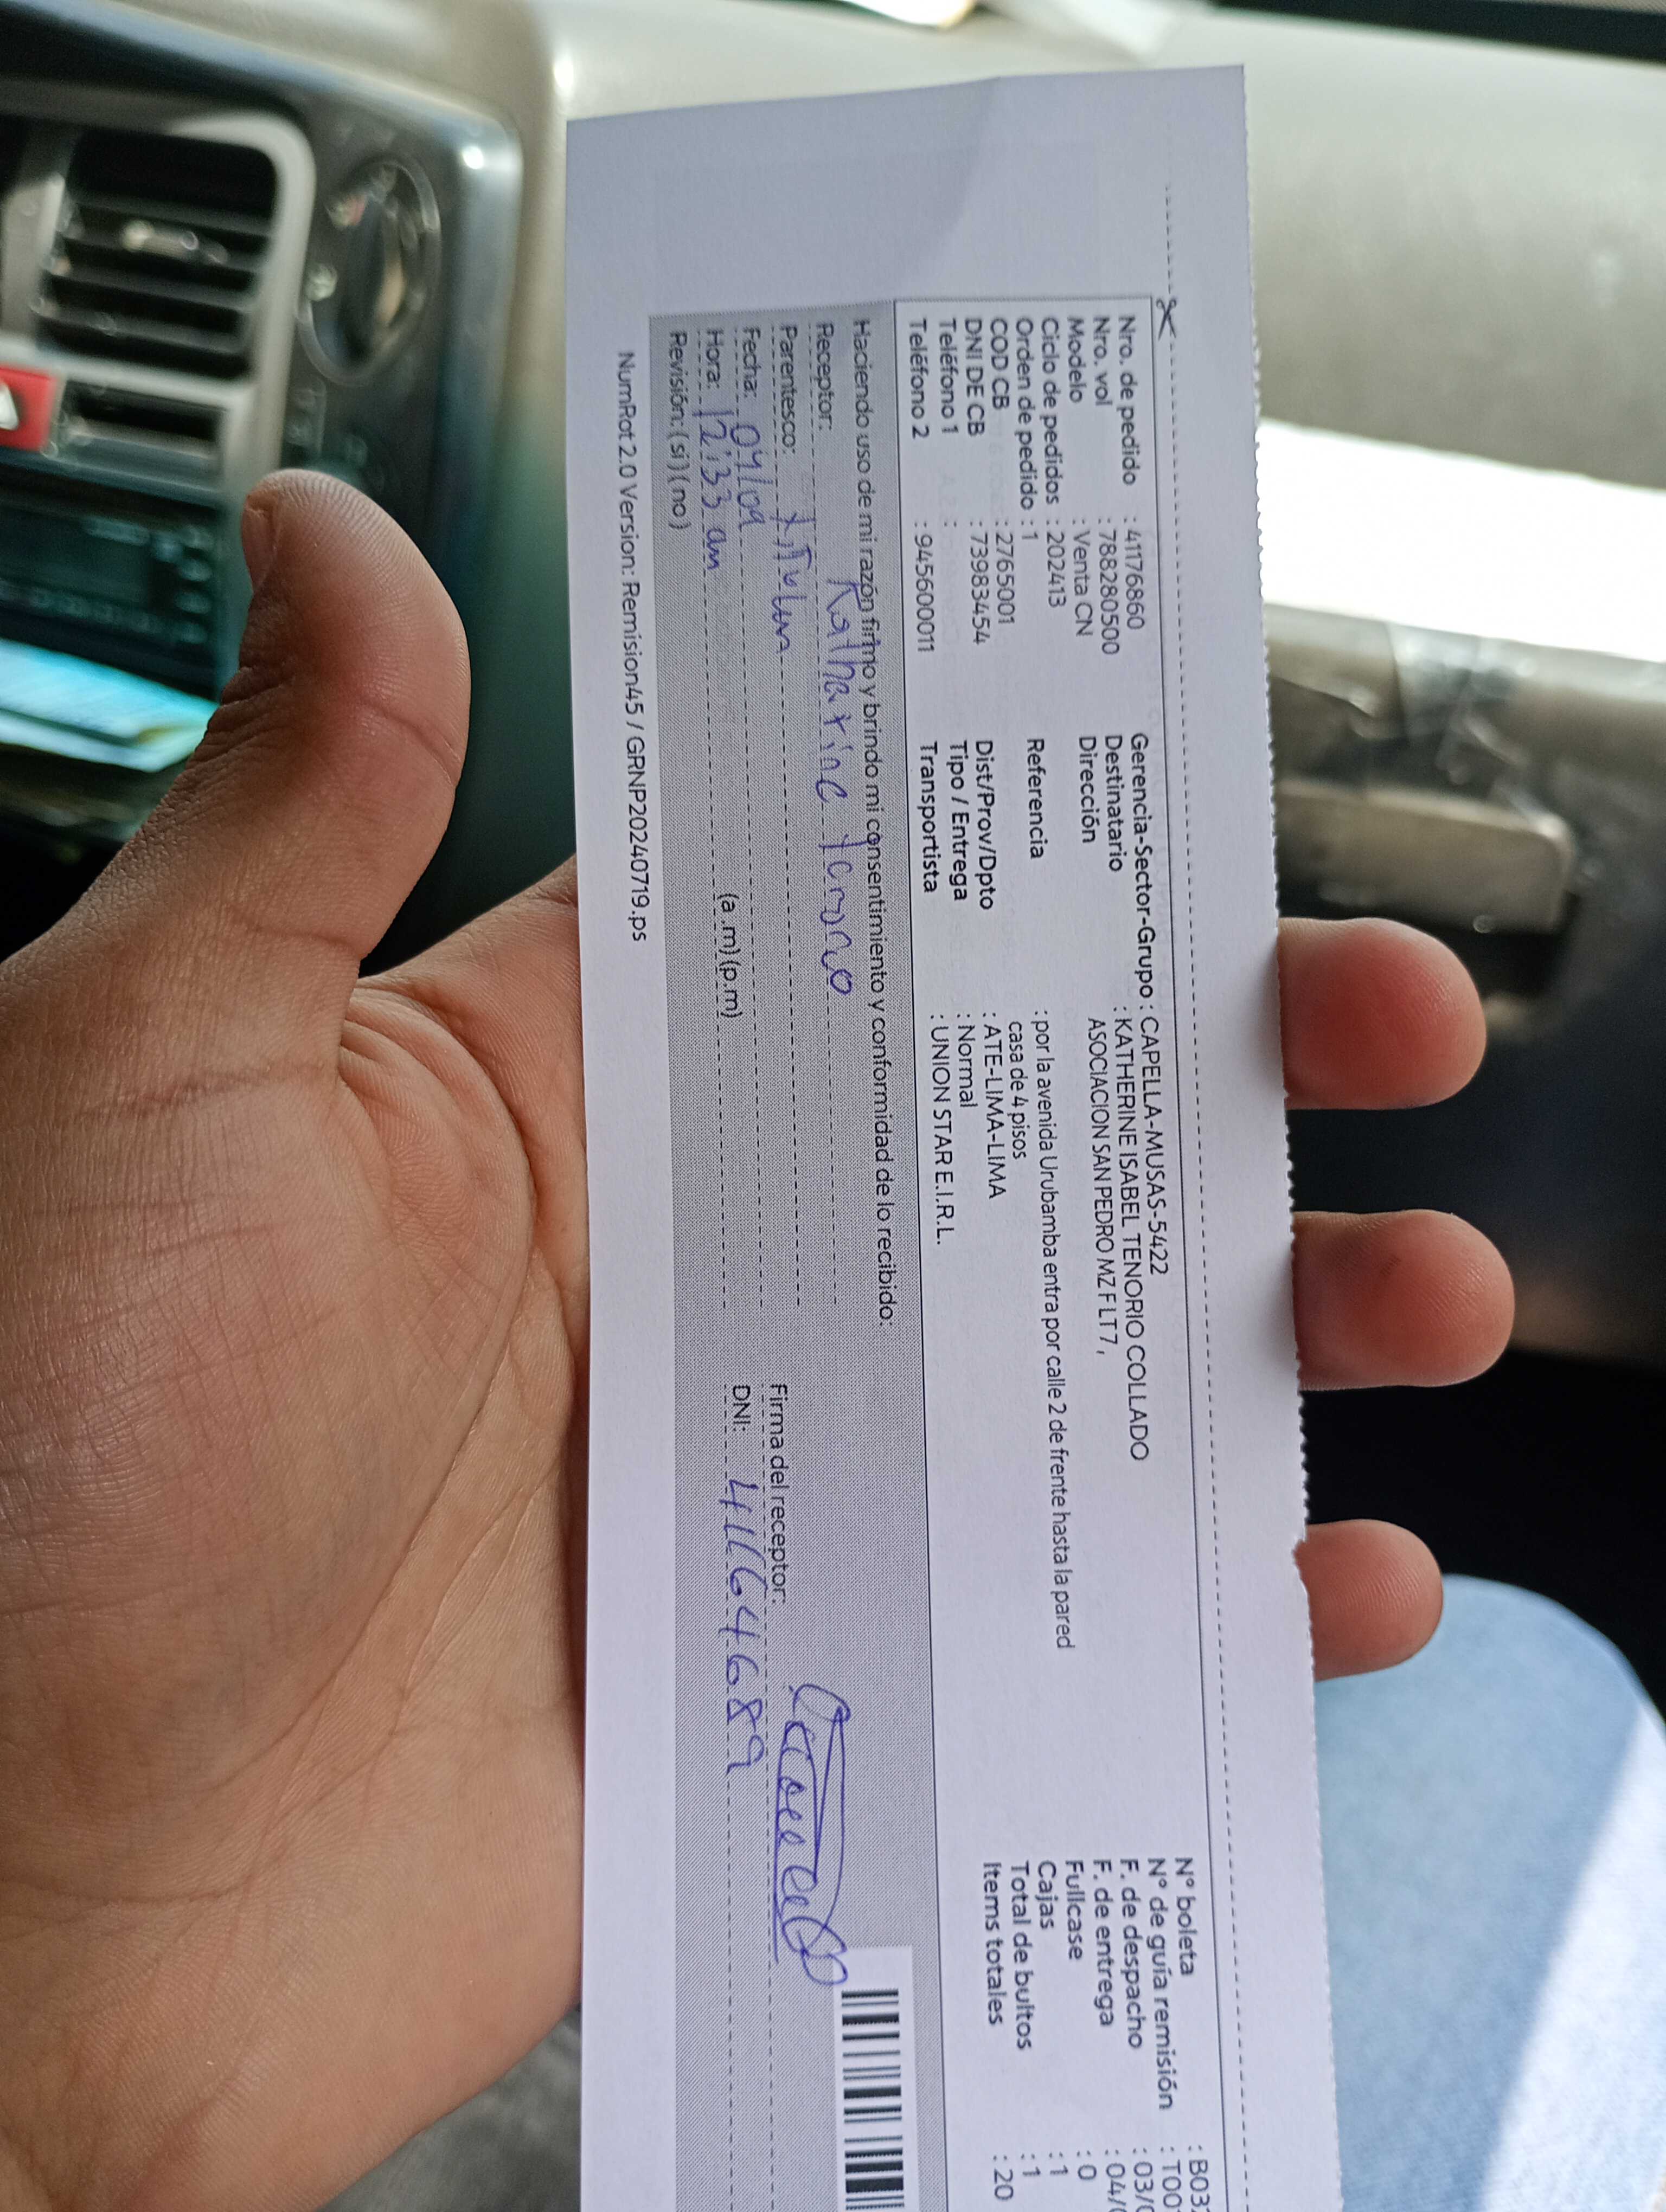 Nro. de pedido : 41176860
Nro. vol : 788280500
Modelo : Venta CN
Ciclo de pedidos : 202413
Orden de pedido : 1
COD CB : 2765001
DNI DE CB : 73983454
Teléfono 1 :
Teléfono 2 : 945600011
Gerencia-Sector-Grupo : CAPELLA-MUSAS-5422
Destinatario : KATHERINE ISABEL TENORIO COLLADO
Dirección ASOCIACION SAN PEDRO MZ F LT 7 ,
Referencia : por la avenida Urubamba entra por calle 2 de frente hasta la pared
casa de 4 pisos
Dist/Prov/Dpto : ATE-LIMA-LIMA
Tipo / Entrega : Normal
Transportista : UNION STAR E.I.R.L.
N° boleta : B03
N° de guía remisión : T00
F. de despacho : 03/
F. de entrega : 04/
Fullcase : 0
Cajas : 1
Total de bultos : 1
Items totales : 20
Haciendo uso de mi razón firmo y brindo mi consentimiento y conformidad de lo recibido:
Receptor: Katharine
Parentesco:
Fecha: 04/09
Hora: 12:33 am (a .m) (p.m)
Revisión: (si) (no)
Firma del receptor:
DNI: 41164689
NumRot 2.0 Version: Remision45 / GRNP20240719.ps